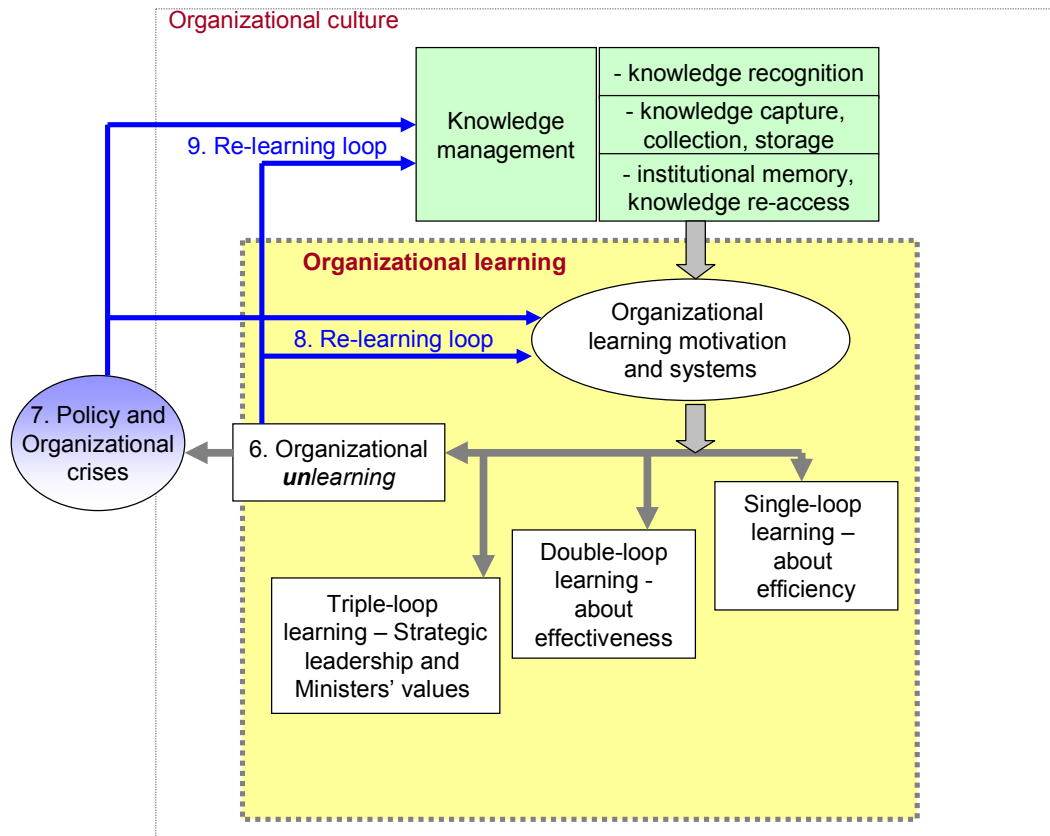 Organizational culture
Knowledge
management
- knowledge recognition
- knowledge capture,
collection, storage
- institutional memory,
knowledge re-access
9. Re-learning loop
Organizational learning
Organizational
learning motivation
and systems
8. Re-learning loop
7. Policy and
Organizational
crises
6. Organizational
unlearning
Single-loop
learning –
about
efficiency
Double-loop
learning -
about
effectiveness
Triple-loop
learning – Strategic
leadership and
Ministers’ values